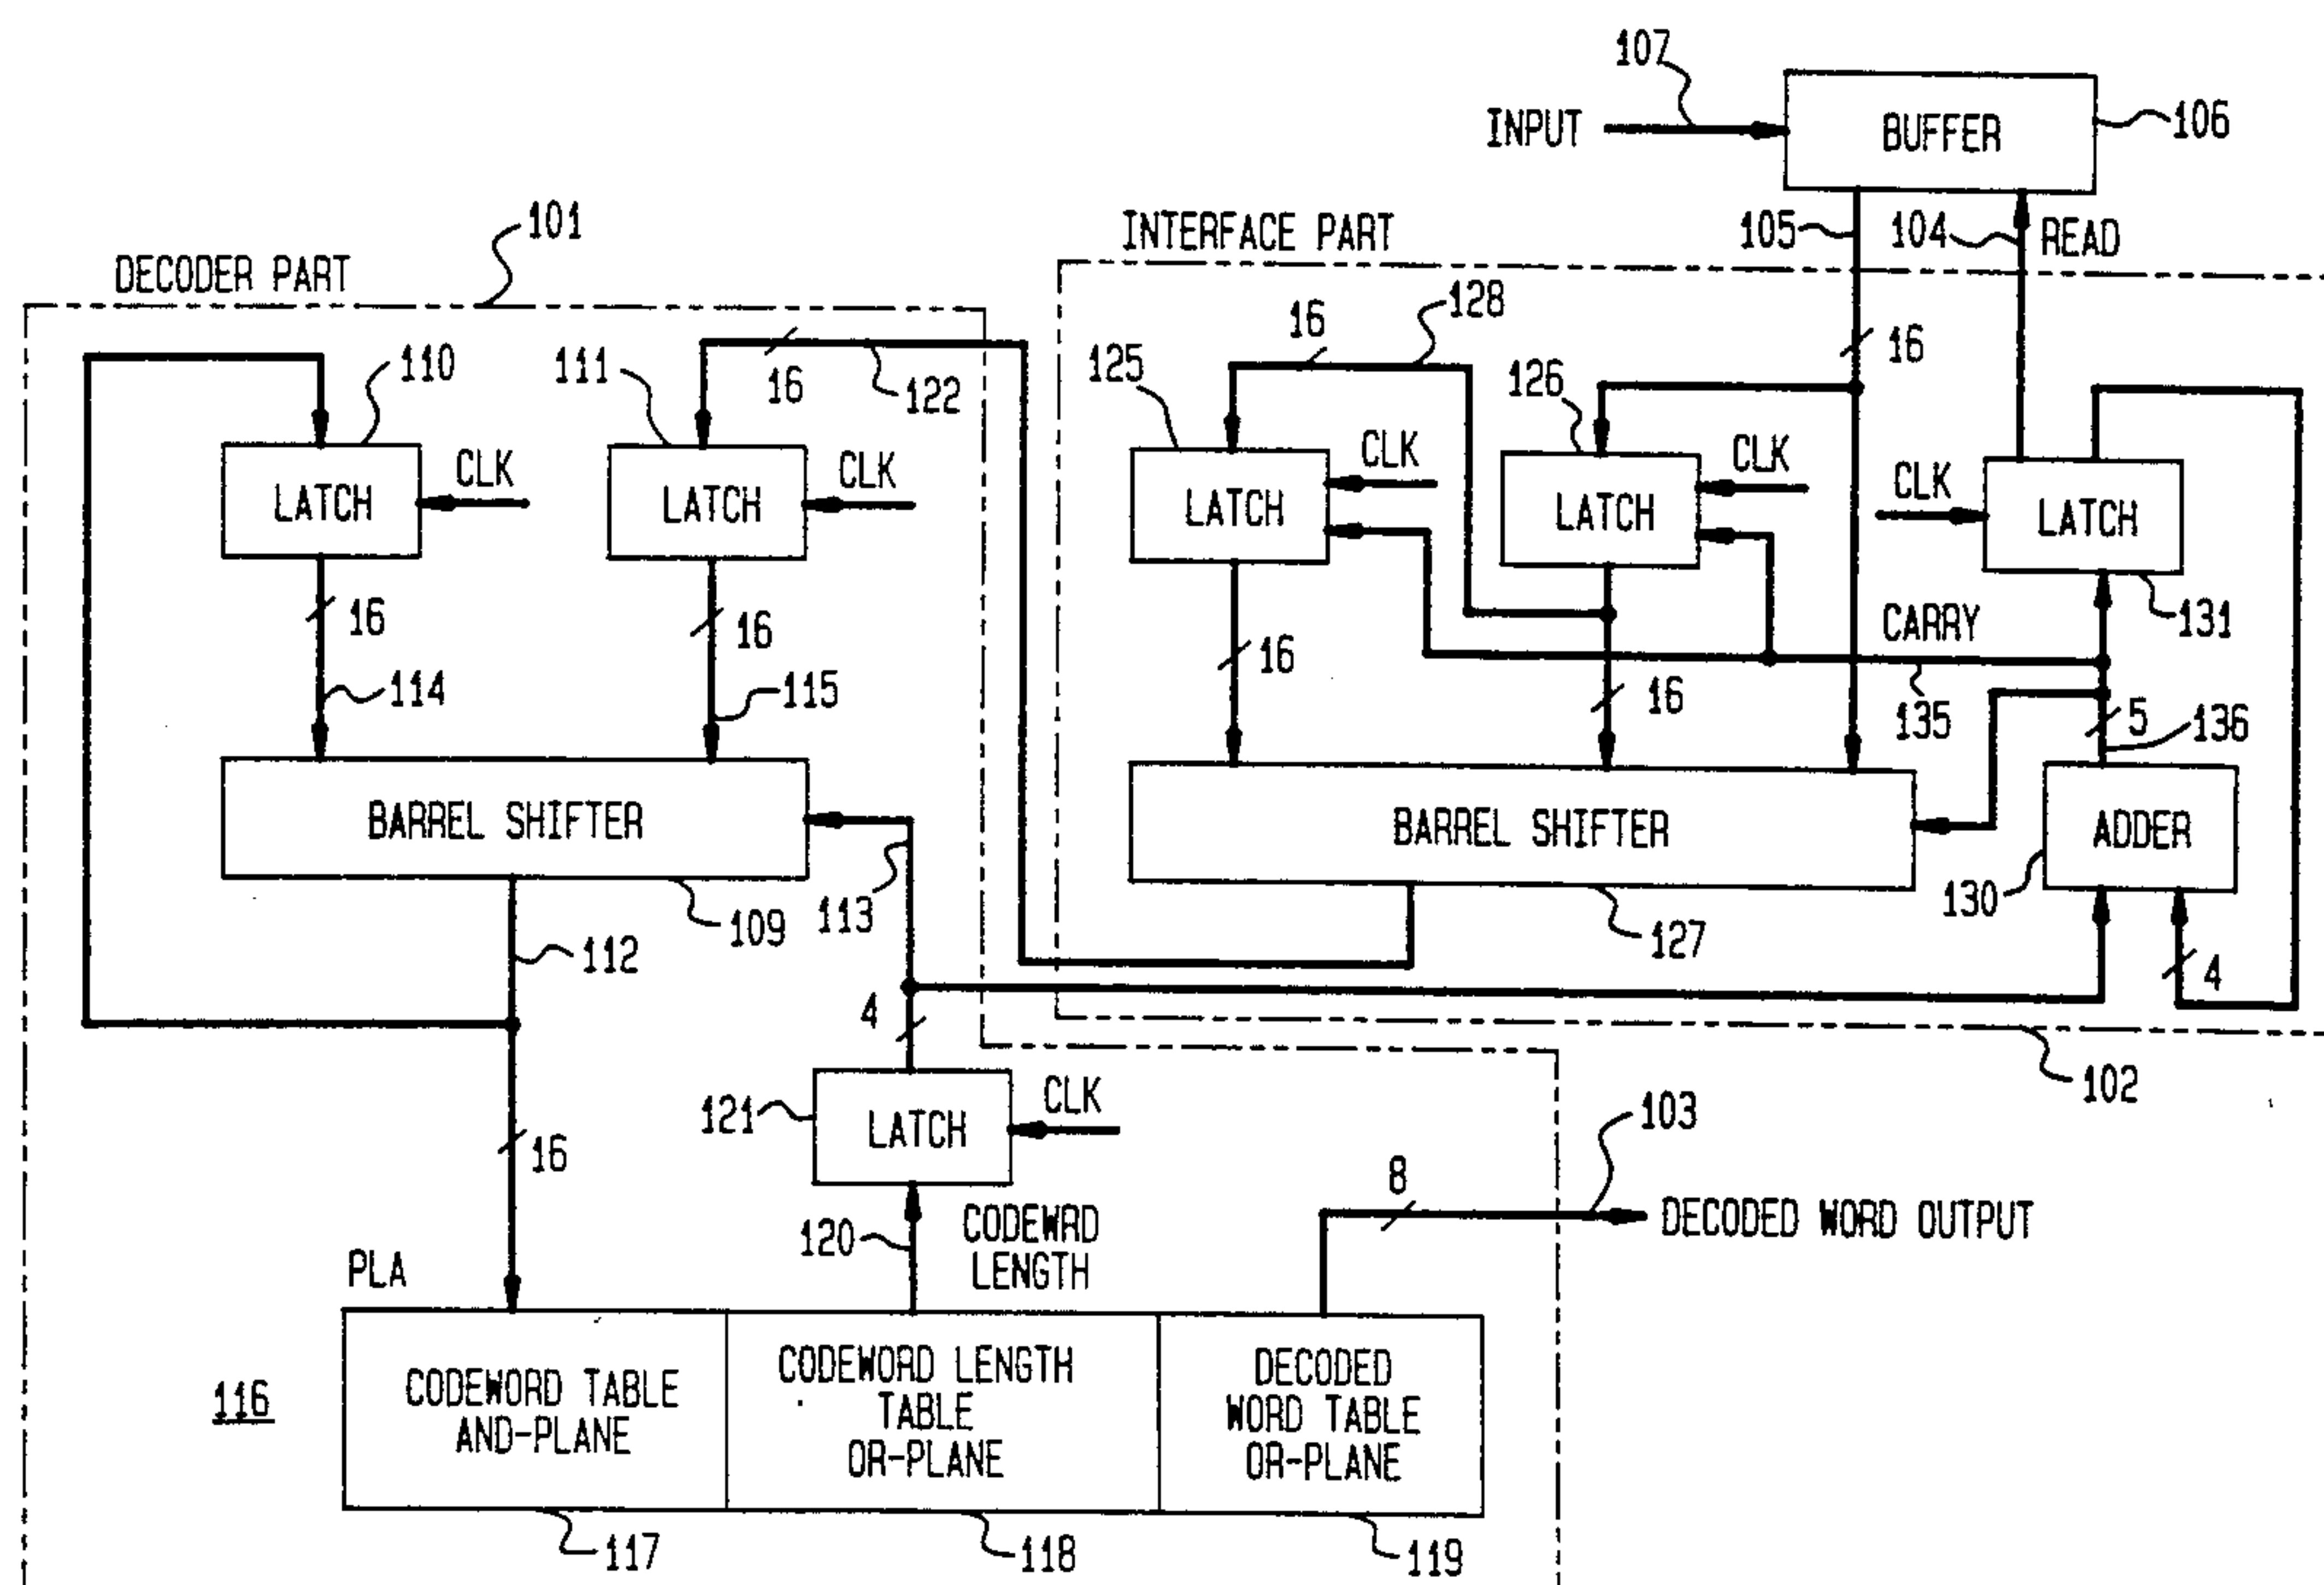 107
INPUT
BUFFER
106
101
DECODER PART
INTERFACE PART
105
104
READ
110
111
16
122
125
16
128
126
16
LATCH
CLK
LATCH
CLK
LATCH
CLK
LATCH
CLK
CLK
LATCH
131
16
16
114
115
16
16
CARRY
135
5
136
BARREL SHIFTER
109
113
112
BARREL SHIFTER
127
ADDER
130
4
4
121
LATCH
CLK
102
103
16
120
CODEWRD
LENGTH
8
DECODED WORD OUTPUT
PLA
116
CODEWORD TABLE
AND-PLANE
CODEWORD LENGTH
TABLE
OR-PLANE
DECODED
WORD TABLE
OR-PLANE
117
118
119